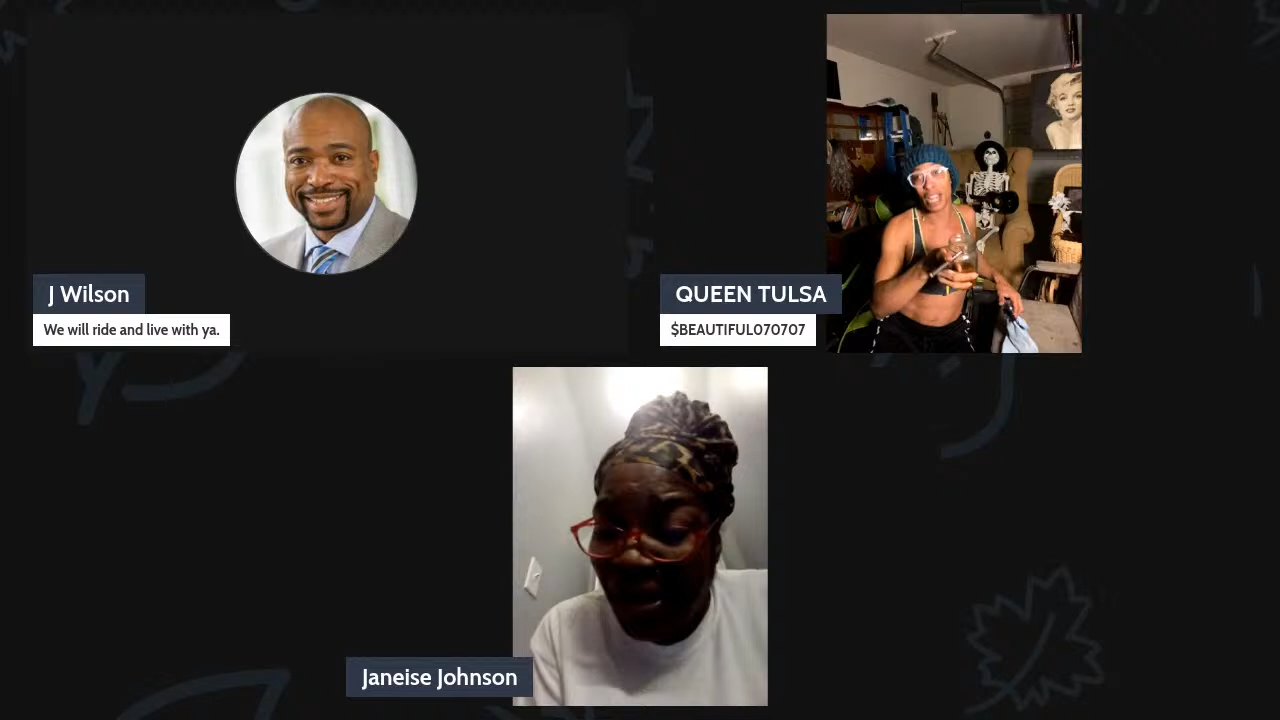 J Wilson
We will ride and live with ya.
QUEEN TULSA
$BEAUTIFUL070707
Janeise Johnson